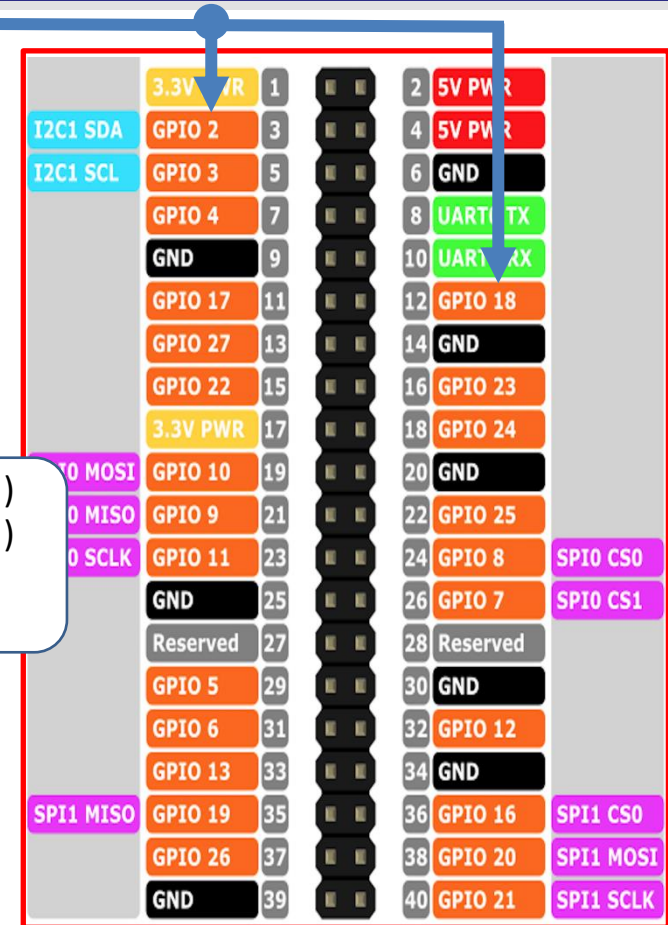 3.3V PWR 1 2 5V PWR
I2C1 SDA GPIO 2 3 4 5V PWR
I2C1 SCL GPIO 3 5 6 GND
GPIO 4 7 8 UART0 TX
GND 9 10 UART0 RX
GPIO 17 11 12 GPIO 18
GPIO 27 13 14 GND
GPIO 22 15 16 GPIO 23
3.3V PWR 17 18 GPIO 24
)
I0 MOSI GPIO 10 19 20 GND
)
0 MISO GPIO 9 21 22 GPIO 25
0 SCLK GPIO 11 23 24 GPIO 8 SPI0 CS0
GND 25 26 GPIO 7 SPI0 CS1
Reserved 27 28 Reserved
GPIO 5 29 30 GND
GPIO 6 31 32 GPIO 12
GPIO 13 33 34 GND
SPI1 MISO GPIO 19 35 36 GPIO 16 SPI1 CS0
GPIO 26 37 38 GPIO 20 SPI1 MOSI
GND 39 40 GPIO 21 SPI1 SCLK